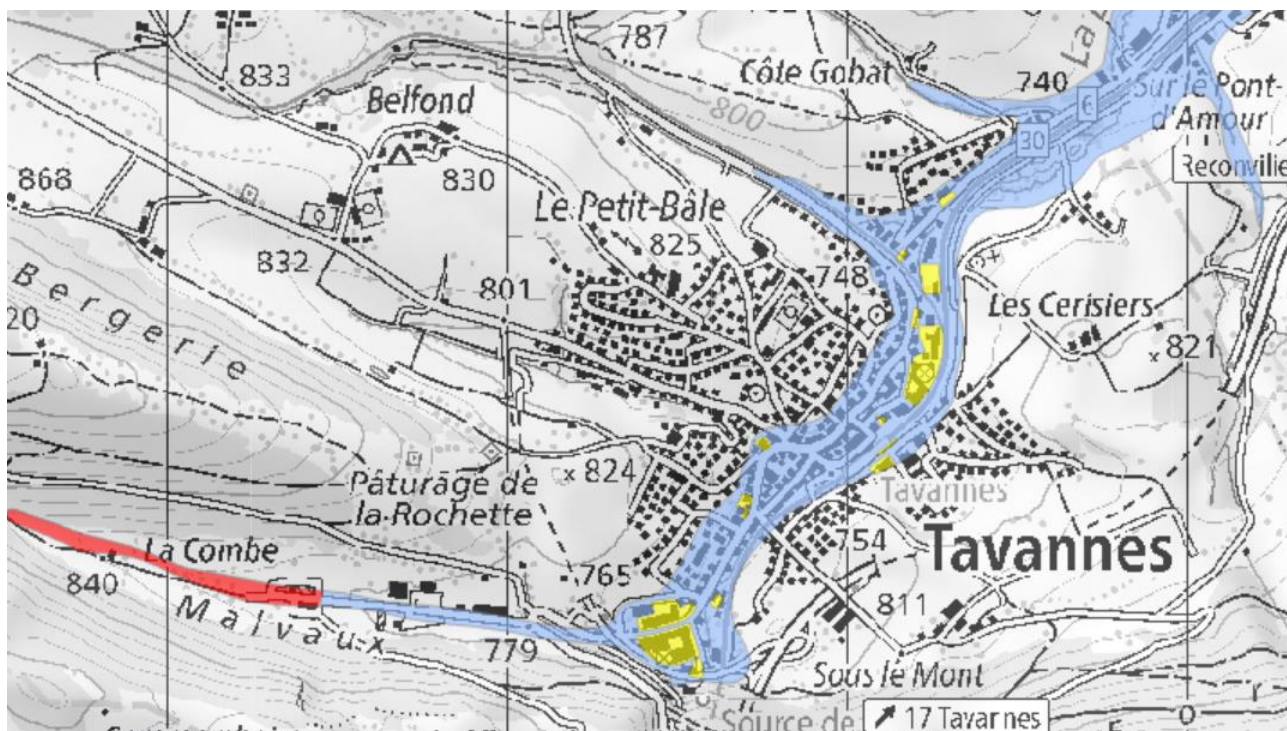 787
833
Côte Gobat
740
La
Belfond
800
6
Sur le Pont-
d'Amour
30
868
830
Reconvilie
Le Petit-Bâle
825
832
748
801
Les Cerisiers
821
20
Bergerie
Pâturage de
la Rochette
824
Tavannes
Tavannes
La Combe
754
840
765
811
Malvaux
779
Sous le Mont
Source de
17 Tavarnes